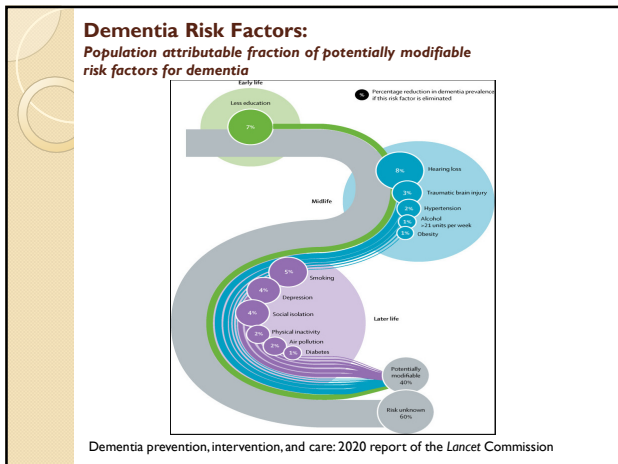 Dementia Risk Factors:
Population attributable fraction of potentially modifiable
risk factors for dementia
Early life
% Percentage reduction in dementia prevalence
if this risk factor is eliminated
Less education
7%
8% Hearing loss
3% Traumatic brain injury
Midlife
2% Hypertension
1% Alcohol
>21 units per week
1% Obesity
5% Smoking
4% Depression
4% Social isolation
Later life
2% Physical inactivity
2% Air pollution
1% Diabetes
Potentially
modifiable
40%
Risk unknown
60%
Dementia prevention, intervention, and care: 2020 report of the Lancet Commission